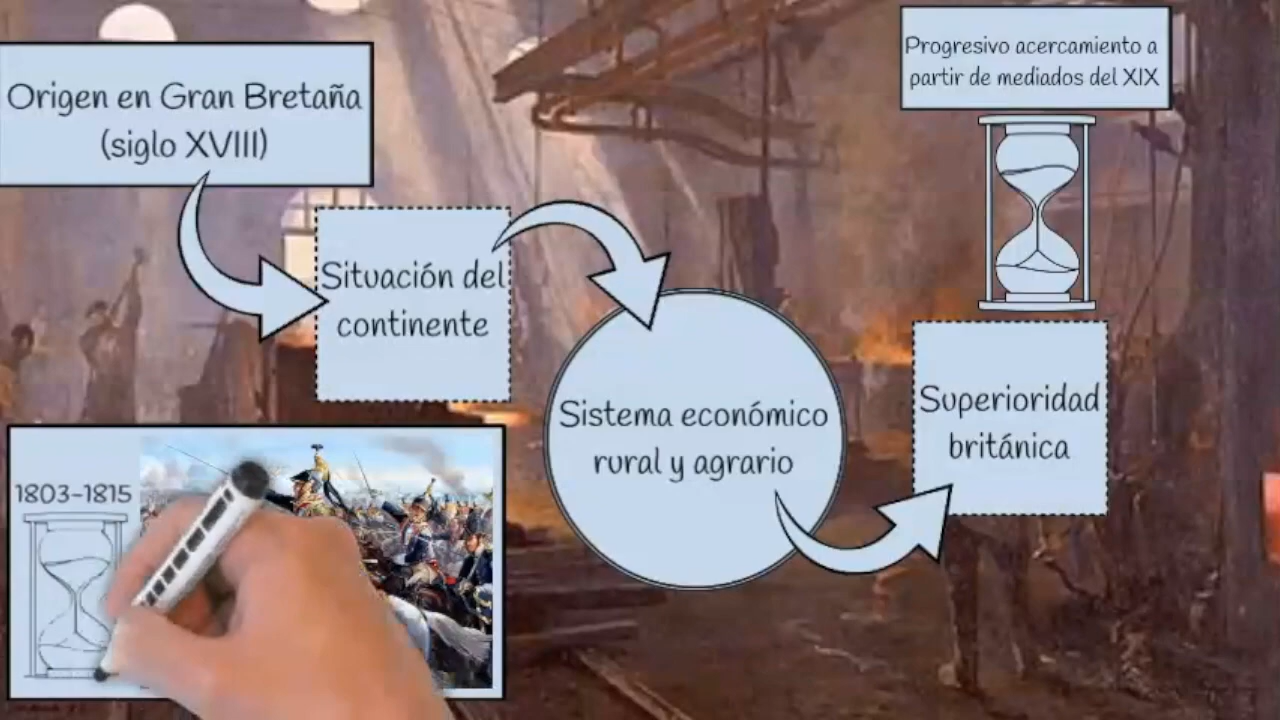 Origen en Gran Bretaña
(siglo XVIII)
Situación del
continente
Sistema económico
rural y agrario
Superioridad
británica
Progresivo acercamiento a
partir de mediados del XIX
1803-1815